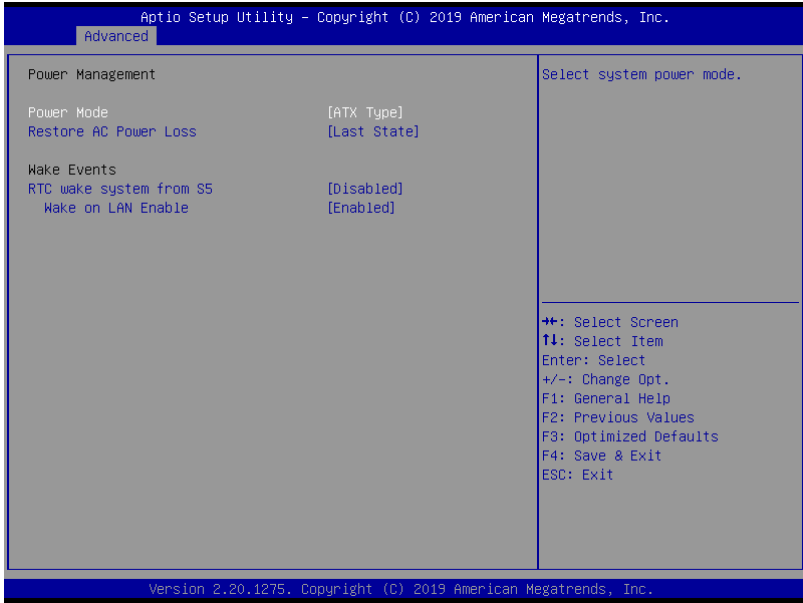 Aptio Setup Utility – Copyright (C) 2019 American Megatrends, Inc.
Advanced
Power Management
Power Mode [ATX Type]
Restore AC Power Loss [Last State]
Wake Events
RTC wake system from S5 [Disabled]
Wake on LAN Enable [Enabled]
Select system power mode.
→←: Select Screen
↑↓: Select Item
Enter: Select
+/-: Change Opt.
F1: General Help
F2: Previous Values
F3: Optimized Defaults
F4: Save & Exit
ESC: Exit
Version 2.20.1275. Copyright (C) 2019 American Megatrends, Inc.